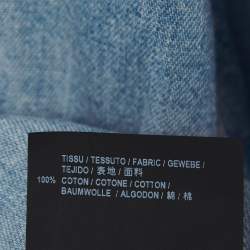 TISSU / TESSUTO / FABRIC / GEWEBE /
TEJIDO / 表地 / 面料
100% COTON / COTONE / COTTON /
BAUMWOLLE / ALGODON / 綿 / 棉